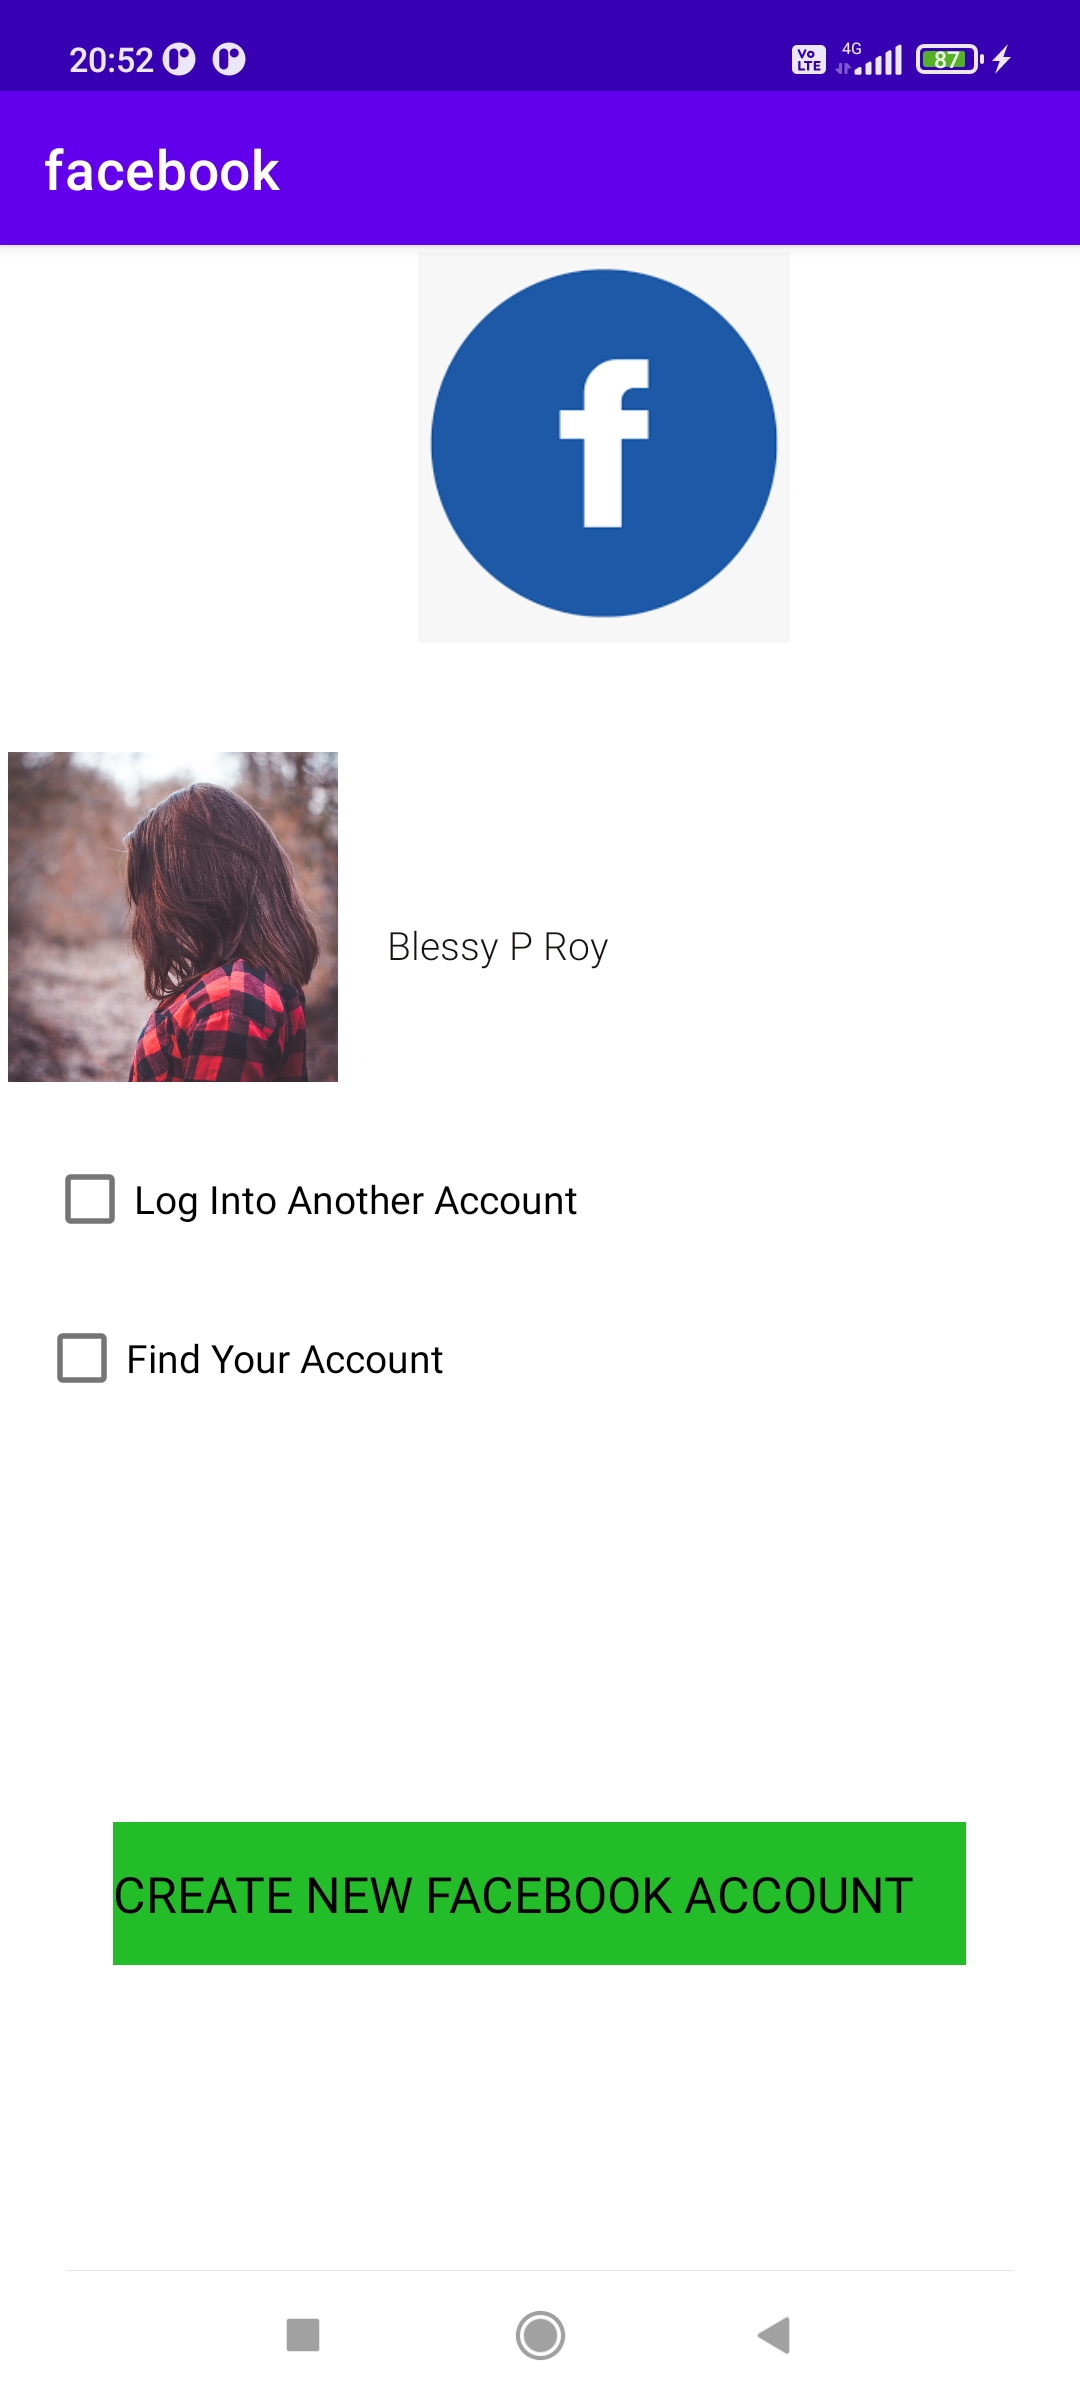 20:52
Vo LTE 4G 87
facebook
f
Blessy P Roy
Log Into Another Account
Find Your Account
CREATE NEW FACEBOOK ACCOUNT